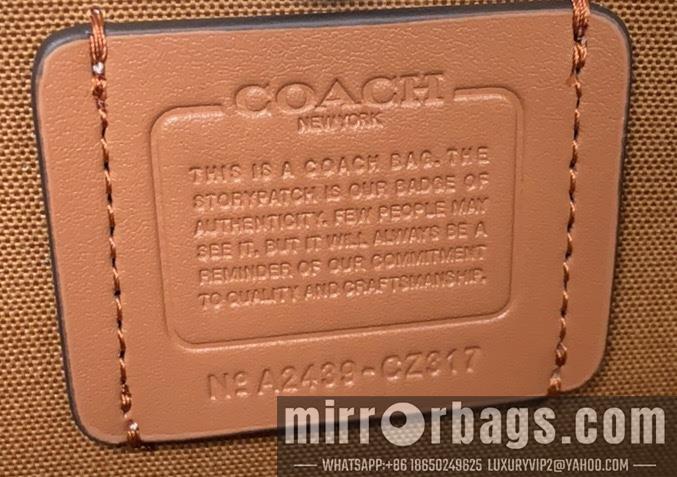 COACH
NEW YORK
THIS IS A COACH BAG. THE
STORYPATCH IS OUR BADGE OF
AUTHENTICITY. FEW PEOPLE MAY
SEE IT. BUT IT WILL ALWAYS BE A
REMINDER OF OUR COMMITMENT
TO QUALITY AND CRAFTSMANSHIP.
Nº A2439-CZ317
mirrorbags.com
WHATSAPP:+86 18650249625 LUXURYVIP2@YAHOO.COM